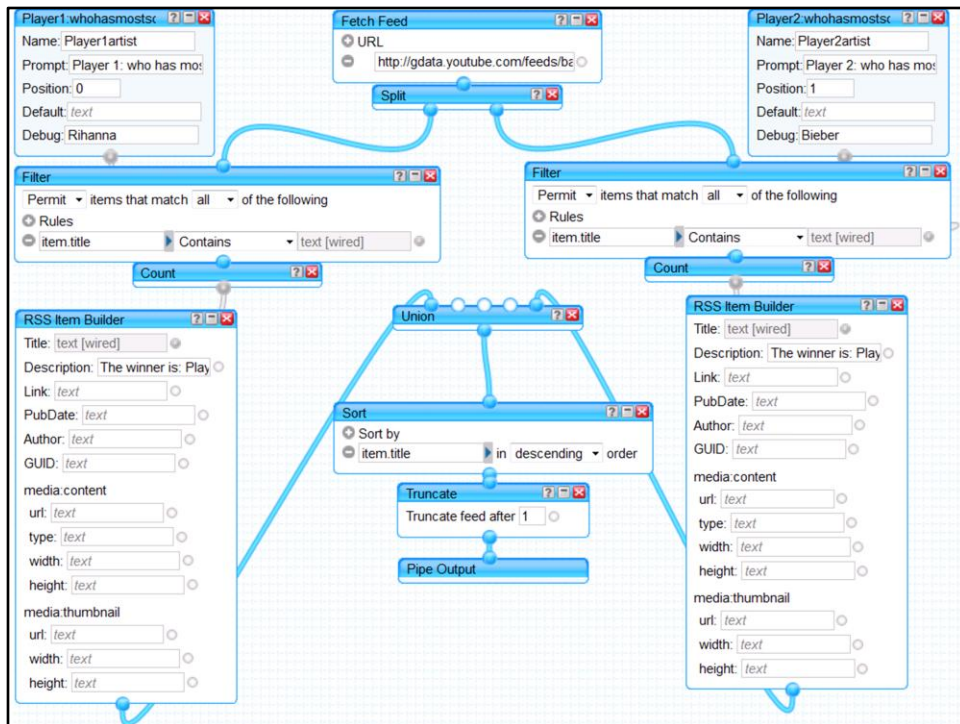 Player1:whohasmostsc
Name: Player1artist
Prompt: Player 1: who has mos
Position: 0
Default: text
Debug: Rihanna
Fetch Feed
URL
http://gdata.youtube.com/feeds/ba
Split
Player2:whohasmostsc
Name: Player2artist
Prompt: Player 2: who has mos
Position: 1
Default: text
Debug: Bieber
Filter
Permit items that match all of the following
Rules
item.title Contains text [wired]
Count
Filter
Permit items that match all of the following
Rules
item.title Contains text [wired]
Count
RSS Item Builder
Title: text [wired]
Description: The winner is: Play
Link: text
PubDate: text
Author: text
GUID: text
media:content
url: text
type: text
width: text
height: text
media:thumbnail
url: text
width: text
height: text
Union
Sort
Sort by
item.title in descending order
Truncate
Truncate feed after 1
Pipe Output
RSS Item Builder
Title: text [wired]
Description: The winner is: Play
Link: text
PubDate: text
Author: text
GUID: text
media:content
url: text
type: text
width: text
height: text
media:thumbnail
url: text
width: text
height: text